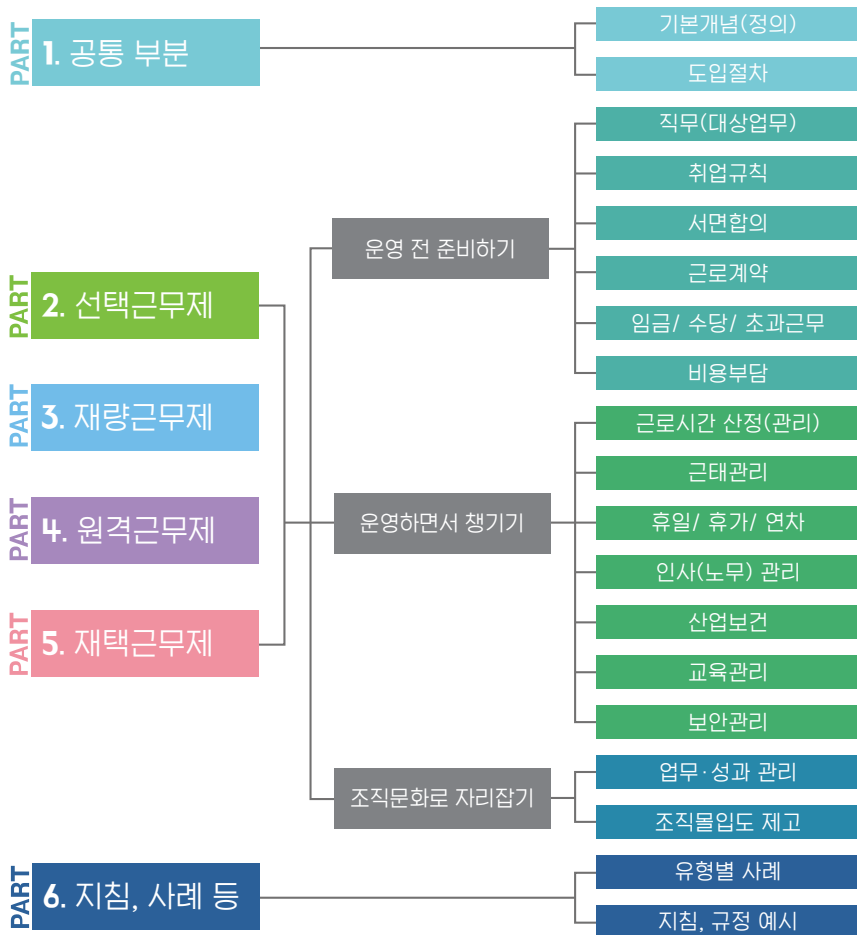 PART 1. 공통 부분
기본개념(정의)
도입절차
PART 2. 선택근무제
PART 3. 재량근무제
PART 4. 원격근무제
PART 5. 재택근무제
운영 전 준비하기
직무(대상업무)
취업규칙
서면합의
근로계약
임금/ 수당/ 초과근무
비용부담
운영하면서 챙기기
근로시간 산정(관리)
근태관리
휴일/ 휴가/ 연차
인사(노무) 관리
산업보건
교육관리
보안관리
조직문화로 자리잡기
업무·성과 관리
조직몰입도 제고
PART 6. 지침, 사례 등
유형별 사례
지침, 규정 예시